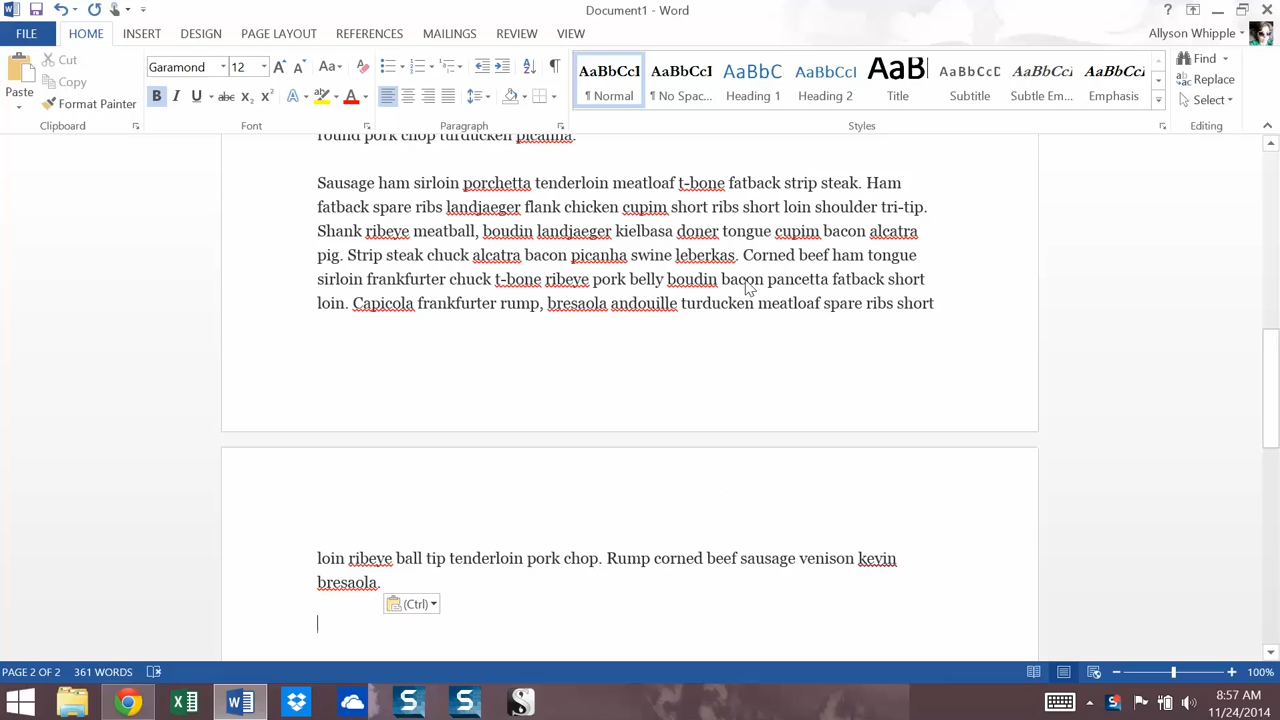 Document1 - Word
FILE HOME INSERT DESIGN PAGE LAYOUT REFERENCES MAILINGS REVIEW VIEW Allyson Whipple
Paste Cut Copy Format Painter
Garamond 12
Aa
B I U abc x₂ x²
A A
AaBbCcI AaBbCcI AaBbC AaBbCcI AaB AaBbCcD AaBbCcI AaBbCcI
¶ Normal ¶ No Spac... Heading 1 Heading 2 Title Subtitle Subtle Em... Emphasis
Find
Replace
Select
Clipboard Font Paragraph Styles Editing
round pork chop turducken picanha.
Sausage ham sirloin porchetta tenderloin meatloaf t-bone fatback strip steak. Ham
fatback spare ribs landjaeger flank chicken cupim short ribs short loin shoulder tri-tip.
Shank ribeye meatball, boudin landjaeger kielbasa doner tongue cupim bacon alcatra
pig. Strip steak chuck alcatra bacon picanha swine leberkas. Corned beef ham tongue
sirloin frankfurter chuck t-bone ribeye pork belly boudin bacon pancetta fatback short
loin. Capicola frankfurter rump, bresaola andouille turducken meatloaf spare ribs short
loin ribeye ball tip tenderloin pork chop. Rump corned beef sausage venison kevin
bresaola.
(Ctrl)
PAGE 2 OF 2 361 WORDS 100%
8:57 AM
11/24/2014